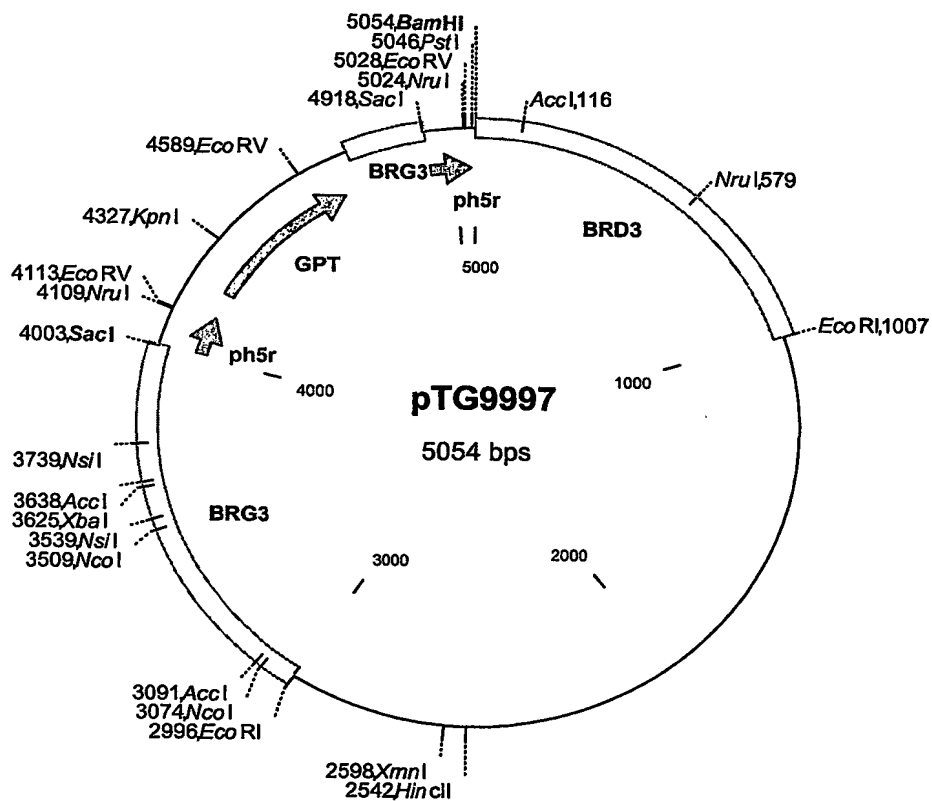 5054,BamHI
5046,PstI
5028,EcoRV
5024,NruI
4918,SacI
AccI,116
4589,EcoRV
BRG3
NruI,579
ph5r
BRD3
4327,KpnI
GPT
5000
4113,EcoRV
4109,NruI
4003,SacI
EcoRI,1007
ph5r
4000
1000
pTG9997
5054 bps
3739,NsiI
3638,AccI
3625,XbaI
3539,NsiI
3509,NcoI
BRG3
3000
2000
3091,AccI
3074,NcoI
2996,EcoRI
2598,XmnI
2542,HincII